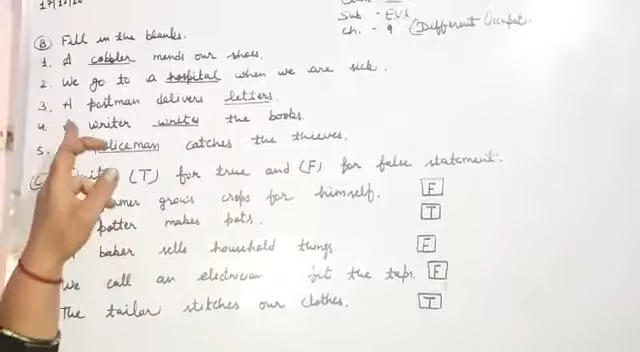 17/12/20
Sub. - EVS
Ch. - 9 (Different Occupat
(B) Fill in the blanks.
1. A cobbler mends our shoes.
2. We go to a hospital when we are sick.
3. A postman delivers letters.
4. A writer write the books.
5. policeman catches the thieves.
(T) for true and (F) for false statement.
grows crops for himself. F
potter makes pots. T
baker sells household things. F
We call an electrician the taps. F
The tailor stitches our clothes. T